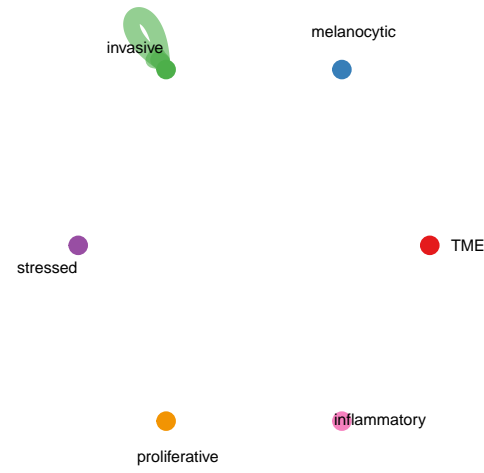 melanocytic
invasive
TME
stressed
inflammatory
proliferative